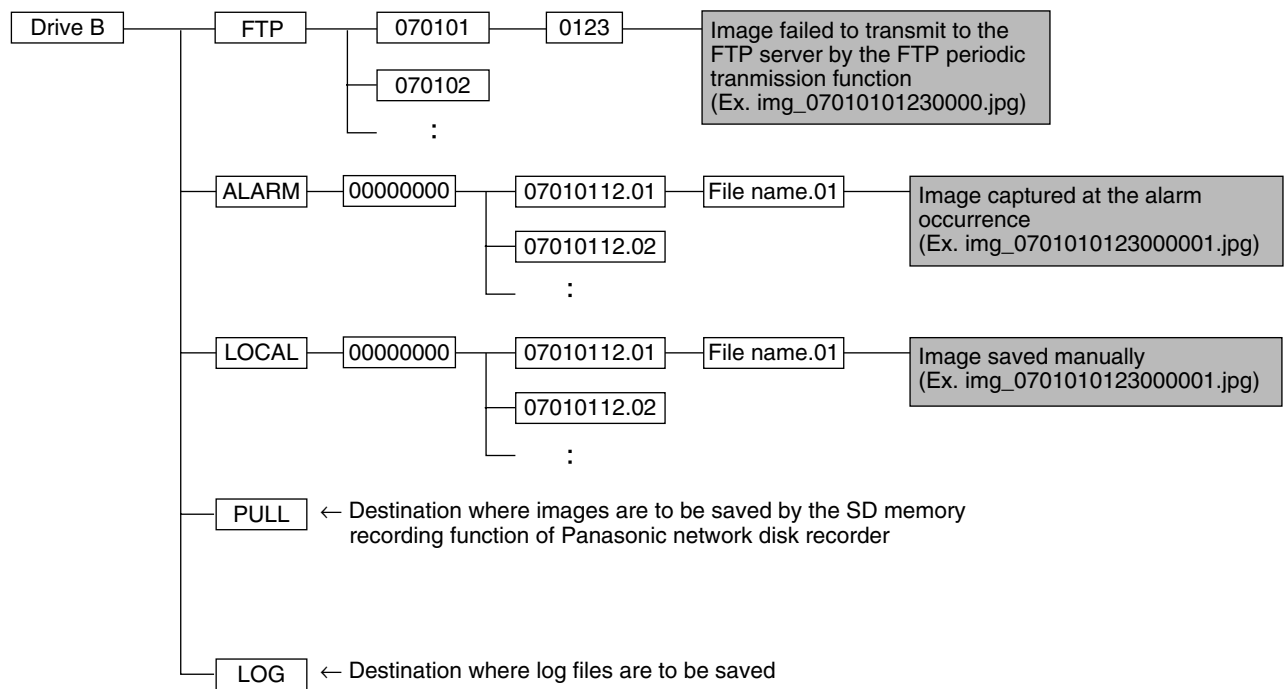 Drive B
FTP
070101
0123
Image failed to transmit to the
FTP server by the FTP periodic
tranmission function
(Ex. img_07010101230000.jpg)
070102
:
ALARM
00000000
07010112.01
File name.01
Image captured at the alarm
occurrence
(Ex. img_0701010123000001.jpg)
07010112.02
:
LOCAL
00000000
07010112.01
File name.01
Image saved manually
(Ex. img_0701010123000001.jpg)
07010112.02
:
PULL
← Destination where images are to be saved by the SD memory
recording function of Panasonic network disk recorder
LOG
← Destination where log files are to be saved